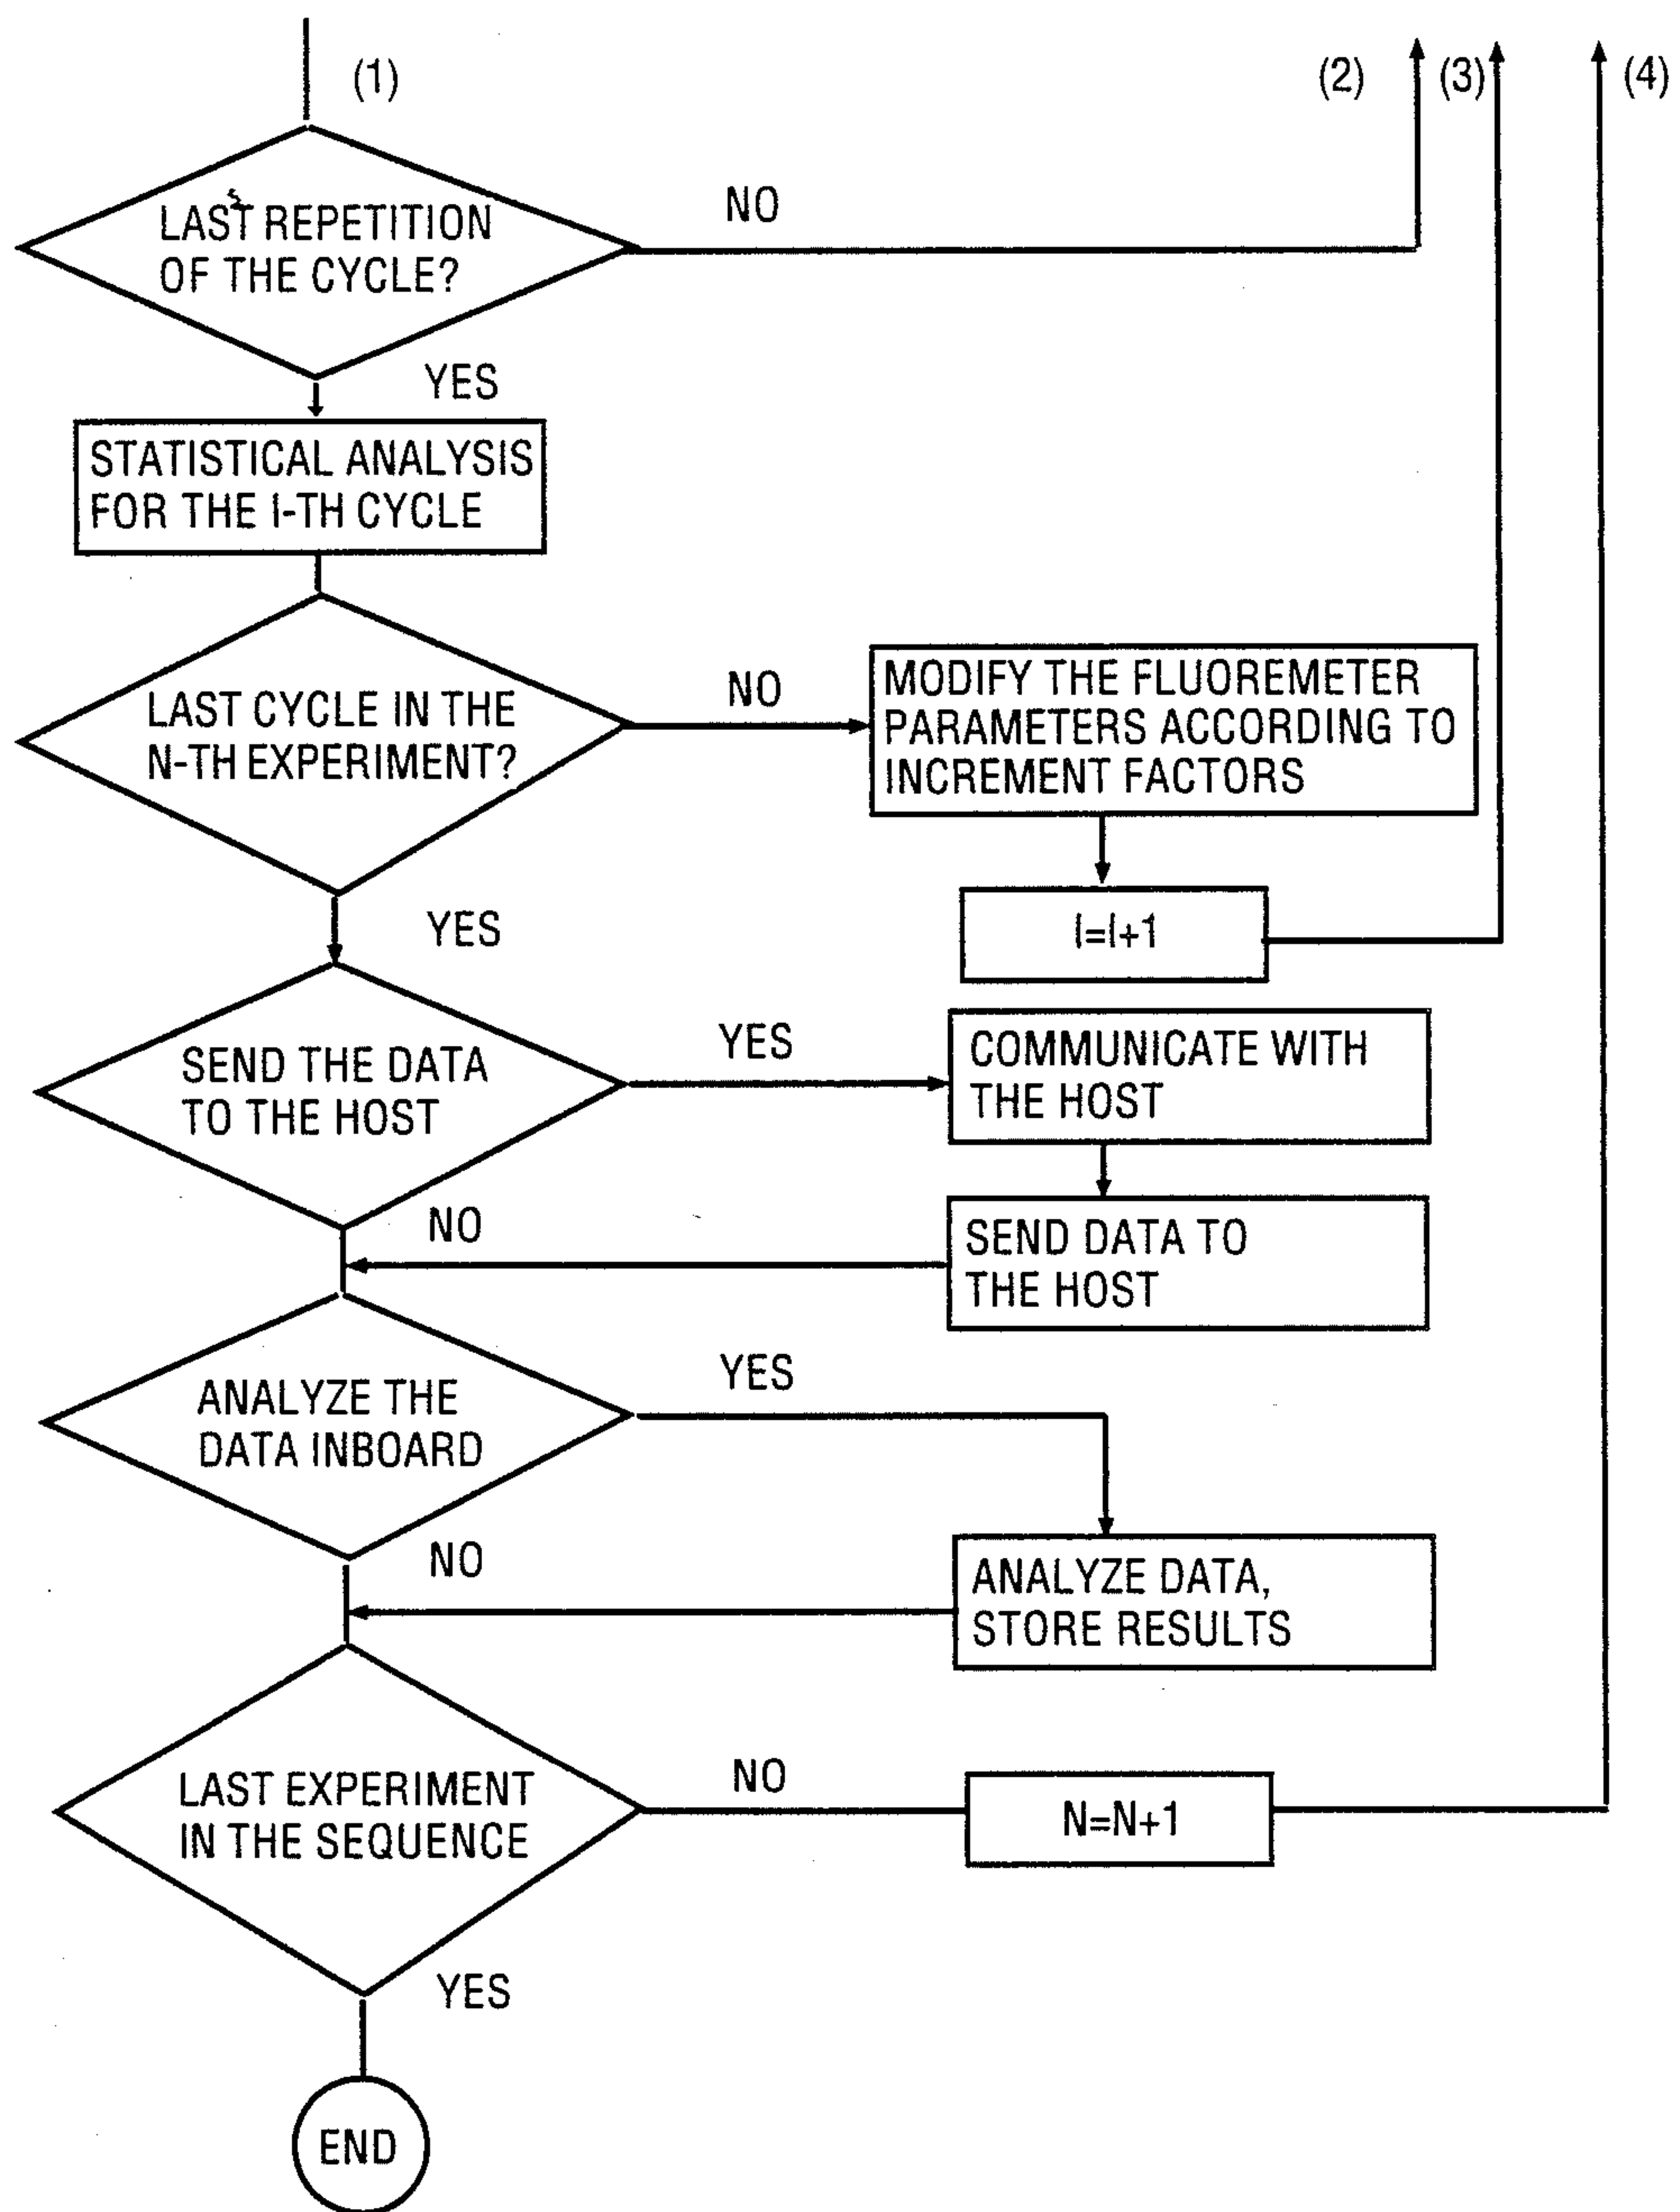 (1)
(2)
(3)
(4)
LAST REPETITION
OF THE CYCLE?
NO
YES
STATISTICAL ANALYSIS
FOR THE I-TH CYCLE
LAST CYCLE IN THE
N-TH EXPERIMENT?
NO
MODIFY THE FLUOREMETER
PARAMETERS ACCORDING TO
INCREMENT FACTORS
I=I+1
YES
SEND THE DATA
TO THE HOST
YES
COMMUNICATE WITH
THE HOST
NO
SEND DATA TO
THE HOST
ANALYZE THE
DATA INBOARD
YES
NO
ANALYZE DATA,
STORE RESULTS
LAST EXPERIMENT
IN THE SEQUENCE
NO
N=N+1
YES
END